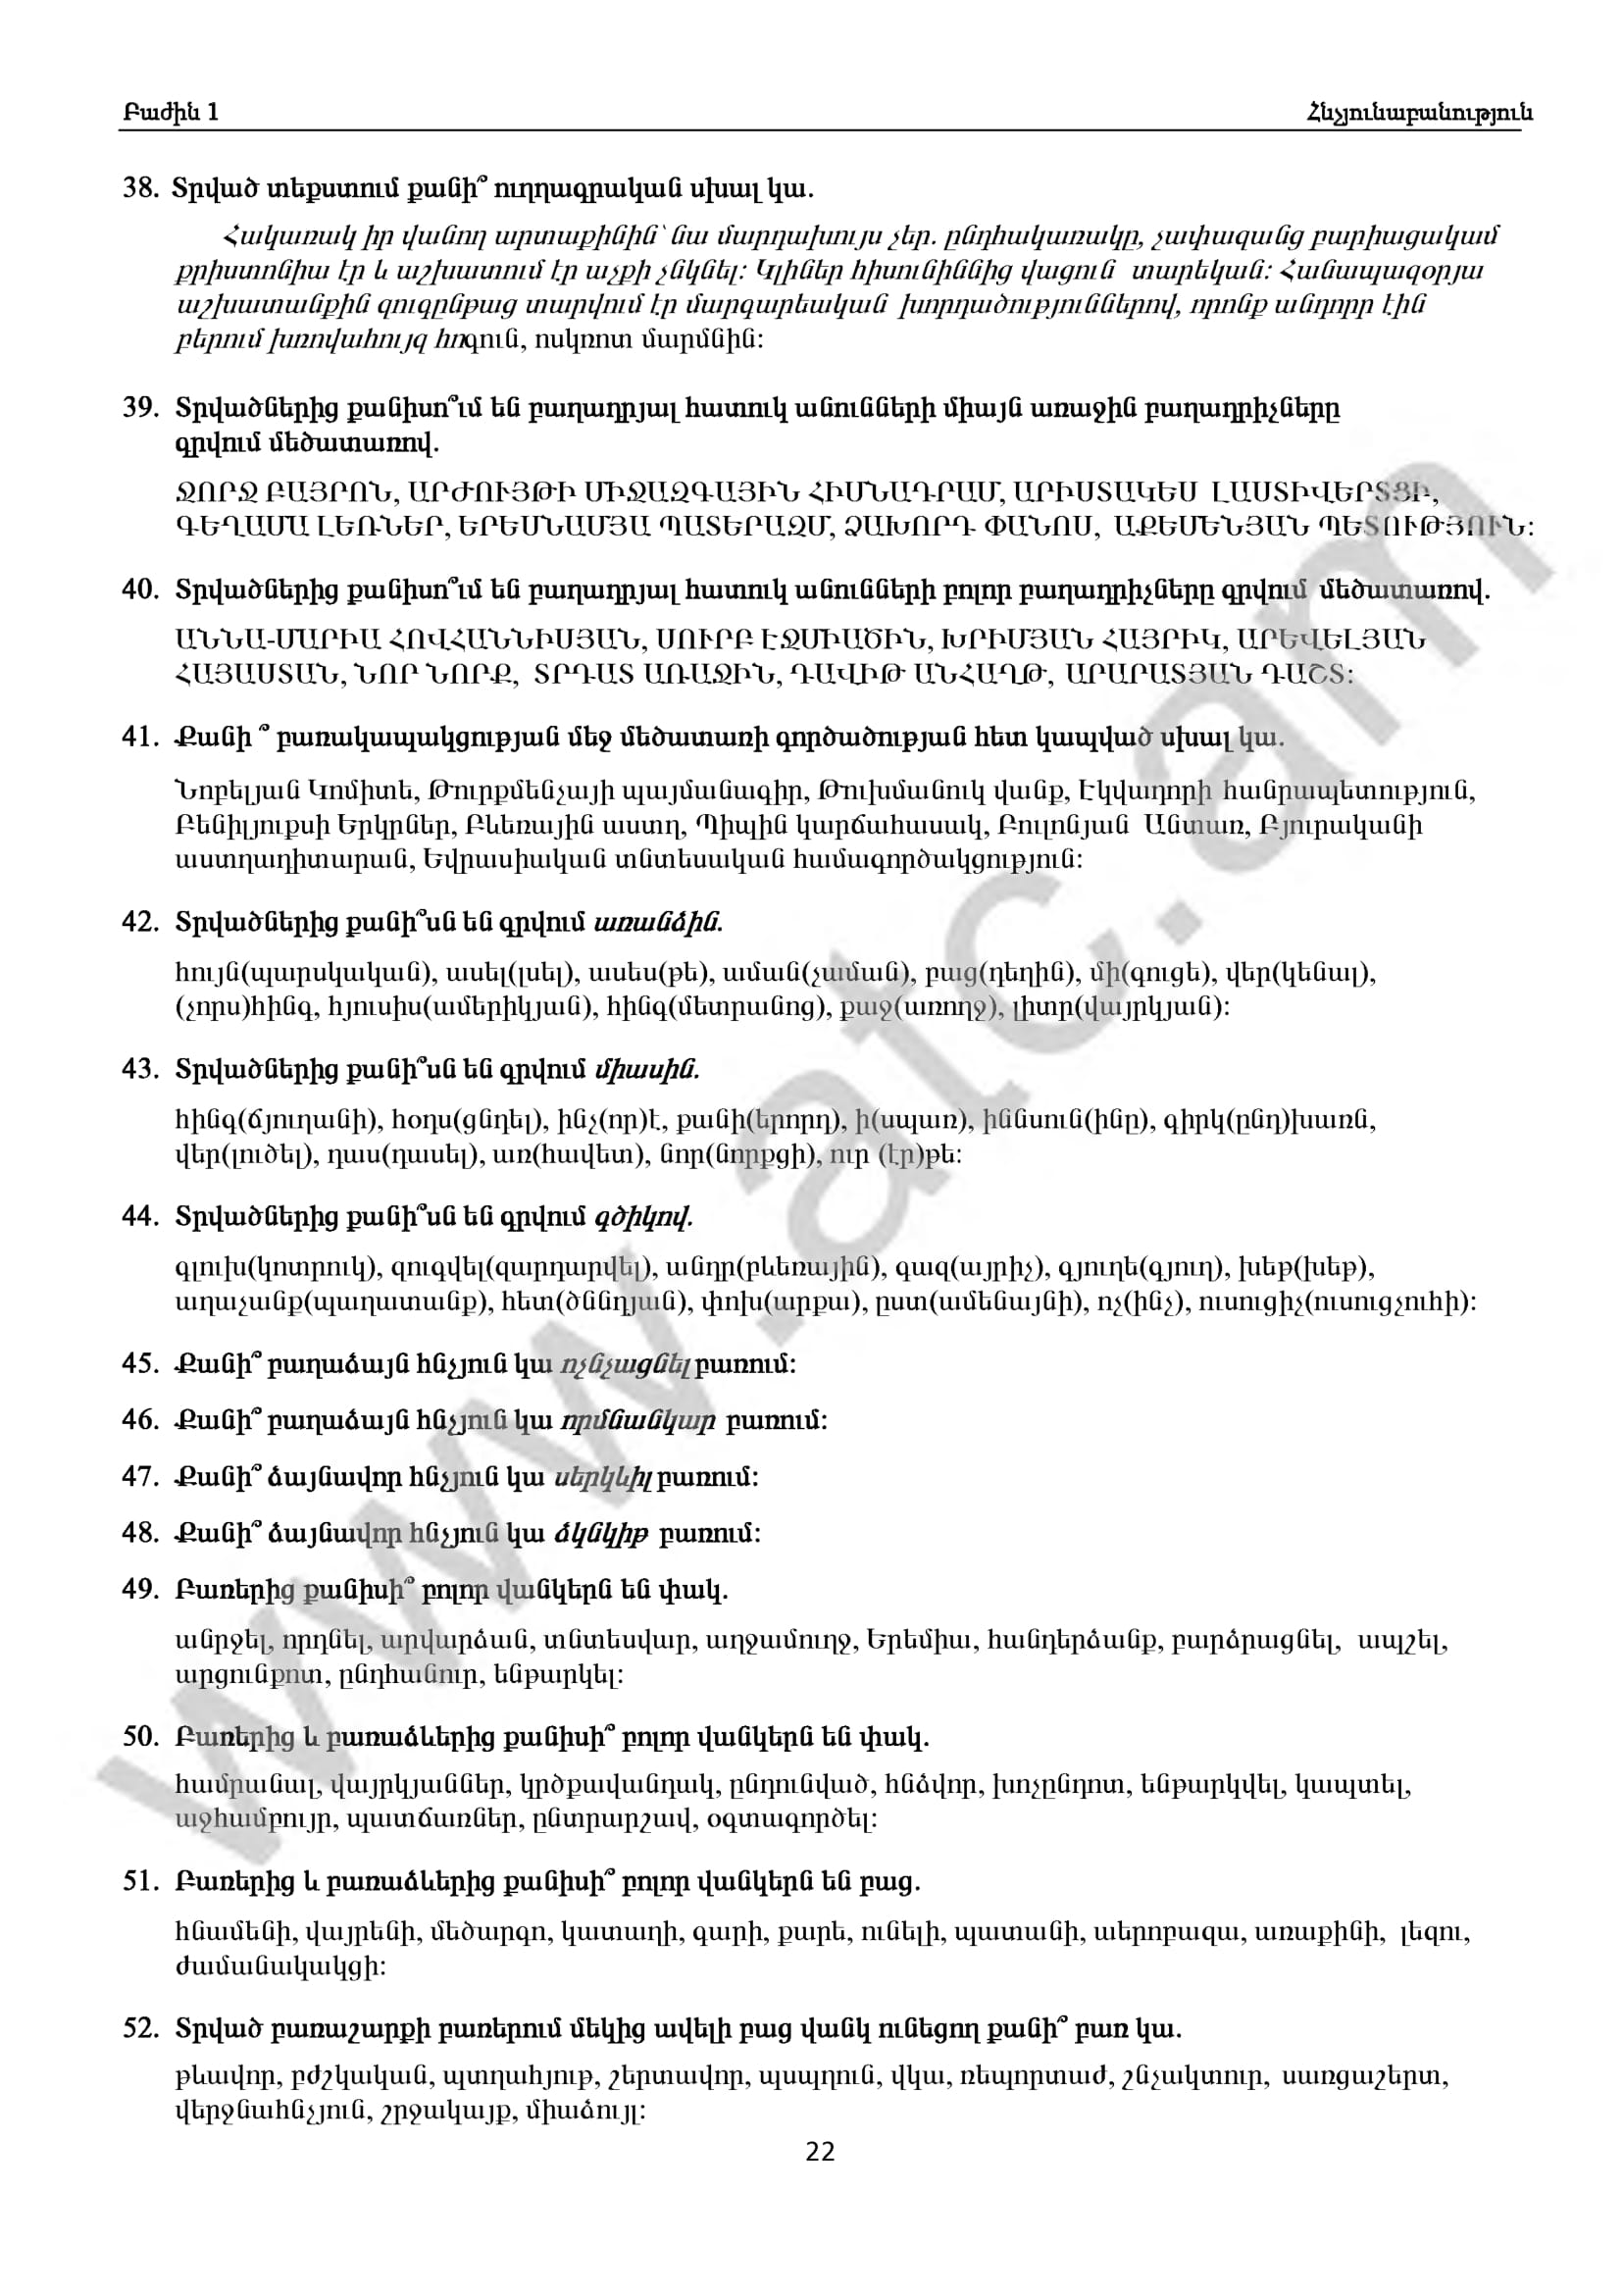 Բաժին 1
Հնչյունաբանություն
38. Տրված տեքստում քանի՞ ուղղագրական սխալ կա.
Հակառակ իր վանող արտաքինին՝ նա մարդախույս չեր. ընդհակառակը, չափազանց բարիացակամ
քրիստոնիա էր և աշխատում էր աչքի չնկնել: Կլիներ հիսունիննից վացուն տարեկան: Հանապազօրյա
աշխատանքին զուգընթաց տարվում էր մարգարեական խորդածություններով, որոնք անդորր էին
բերում խռովահույզ հոգուն, ոսկռոտ մարմնին:
39. Տրվածներից քանիսո՞ւմ են բաղադրյալ հատուկ անունների միայն առաջին բաղադրիչները
գրվում մեծատառով.
ՋՈՐՋ ԲԱՅՐՈՆ, ԱՐԺՈՒՅԹԻ ՄԻՋԱԶԳԱՅԻՆ ՀԻՄՆԱԴՐԱՄ, ԱՐԻՍՏԱԿԵՍ ԼԱՍՏԻՎԵՐՏՑԻ,
ԳԵՂԱՄԱ ԼԵՌՆԵՐ, ԵՐԵՍՆԱՄՅԱ ՊԱՏԵՐԱԶՄ, ՁԱԽՈՐԴ ՓԱՆՈՍ, ԱՔԵՄԵՆՅԱՆ ՊԵՏՈՒԹՅՈՒՆ:
40. Տրվածներից քանիսո՞ւմ են բաղադրյալ հատուկ անունների բոլոր բաղադրիչները գրվում մեծատառով.
ԱՆՆԱ-ՄԱՐԻԱ ՀՈՎՀԱՆՆԻՍՅԱՆ, ՍՈՒՐԲ ԷՋՄԻԱԾԻՆ, ԽՐԻՄՅԱՆ ՀԱՅՐԻԿ, ԱՐԵՎԵԼՅԱՆ
ՀԱՅԱՍՏԱՆ, ՆՈՐ ՆՈՐՔ, ՏՐԴԱՏ ԱՌԱՋԻՆ, ԴԱՎԻԹ ԱՆՀԱՂԹ, ԱՐԱՐԱՏՅԱՆ ԴԱՇՏ:
41. Քանի՞ բառակապակցության մեջ մեծատառի գործածության հետ կապված սխալ կա.
Նոբելյան Կոմիտե, Թուրքմենչայի պայմանագիր, Թուխմանուկ վանք, Էկվադորի հանրապետություն,
Բենիլյուքսի Երկրներ, Բևեռային աստղ, Պիպին կարճահասակ, Բուլոնյան Անտառ, Բյուրականի
աստղադիտարան, Եվրասիական տնտեսական համագործակցություն:
42. Տրվածներից քանի՞սն են գրվում առանձին.
հույն(պարսկական), ասել(լսել), ասես(թե), աման(չաման), բաց(դեղին), մի(գուցե), վեր(կենալ),
(չորս)հինգ, հյուսիս(ամերիկյան), հինգ(մետրանոց), քաջ(առողջ), լիտր(վայրկյան):
43. Տրվածներից քանի՞սն են գրվում միասին.
հինգ(ճյուղանի), հօդս(ցնդել), ինչ(որ)է, քանի(երորդ), ի(սպառ), իննսուն(ինը), գիրկ(ընդ)խառն,
վեր(լուծել), դաս(դասել), առ(հավետ), նոր(նորքցի), ուր (էր)թե:
44. Տրվածներից քանի՞սն են գրվում գծիկով.
գլուխ(կոտրուկ), զուգվել(զարդարվել), անդր(բևեռային), գազ(այրիչ), գյուղե(գյուղ), խեթ(խեթ),
աղաչանք(պաղատանք), հետ(ծննդյան), փոխ(արքա), ըստ(ամենայնի), ոչ(ինչ), ուսուցիչ(ուսուցչուհի):
45. Քանի՞ բաղաձայն հնչյուն կա ոչնչացնել բառում:
46. Քանի՞ բաղաձայն հնչյուն կա որմնանկար բառում:
47. Քանի՞ ձայնավոր հնչյուն կա սերկևիլ բառում:
48. Քանի՞ ձայնավոր հնչյուն կա ձկնկիթ բառում:
49. Բառերից քանիսի՞ բոլոր վանկերն են փակ.
անրջել, որդնել, արվարձան, տնտեսվար, աղջամուղջ, Երեմիա, հանդերձանք, բարձրացնել, ապշել,
արցունքոտ, ընդհանուր, ենթարկել:
50. Բառերից և բառաձևերից քանիսի՞ բոլոր վանկերն են փակ.
համրանալ, վայրկյաններ, կրծքավանդակ, ընդունված, հնձվոր, խոչընդոտ, ենթարկվել, կապտել,
աջհամբույր, պատճառներ, ընտրարշավ, օգտագործել:
51. Բառերից և բառաձևերից քանիսի՞ բոլոր վանկերն են բաց.
հնամենի, վայրենի, մեծարգո, կատաղի, գարի, քարե, ունելի, պատանի, աերոբազա, առաքինի, լեզու,
ժամանակակցի:
52. Տրված բառաշարքի բառերում մեկից ավելի բաց վանկ ունեցող քանի՞ բառ կա.
թևավոր, բժշկական, պտղահյութ, շերտավոր, պսպղուն, վկա, ռեպորտաժ, շնչակտուր, սառցաշերտ,
վերջնահնչյուն, շրջակայք, միաձույլ:
22
www.atc.am